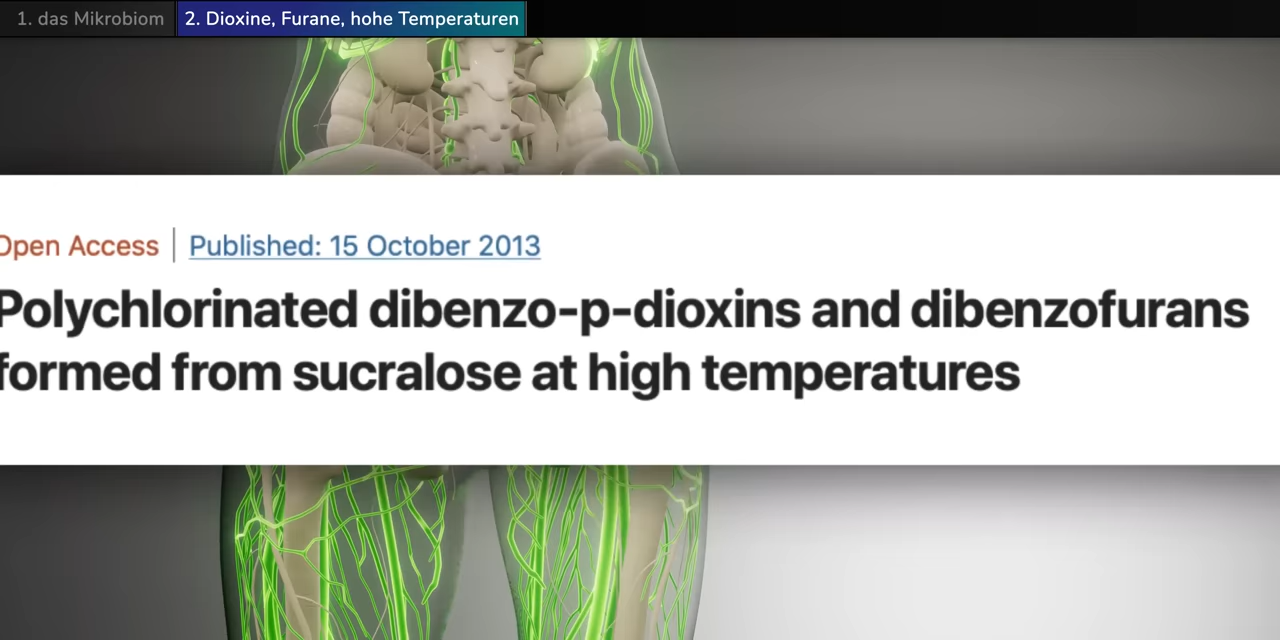 1. das Mikrobiom
2. Dioxine, Furane, hohe Temperaturen
Open Access | Published: 15 October 2013
Polychlorinated dibenzo-p-dioxins and dibenzofurans
formed from sucralose at high temperatures